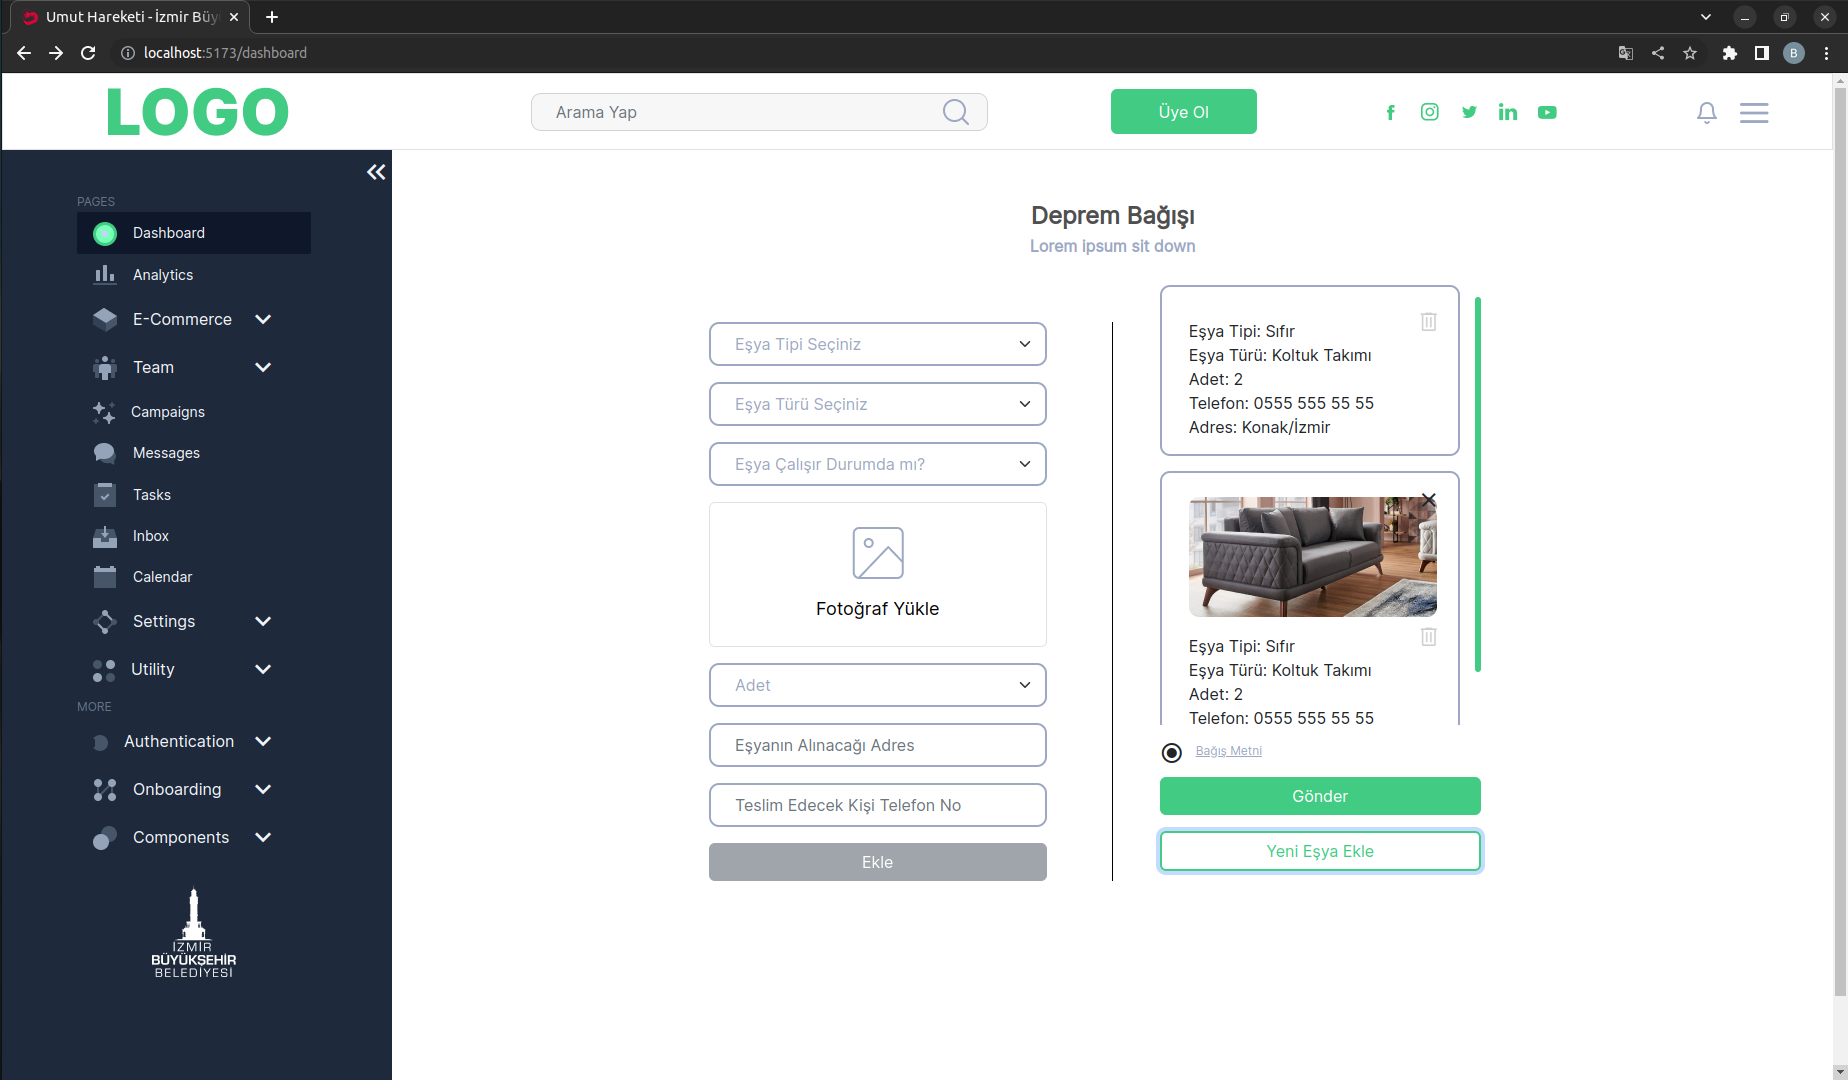 Umut Hareketi - İzmir Büy
localhost:5173/dashboard
B
LOGO
Arama Yap
Üye Ol
PAGES
Dashboard
Analytics
E-Commerce
Team
Campaigns
Messages
Tasks
Inbox
Calendar
Settings
Utility
MORE
Authentication
Onboarding
Components
İZMİR
BÜYÜKŞEHİR
BELEDİYESİ
Deprem Bağışı
Lorem ipsum sit down
Eşya Tipi Seçiniz
Eşya Türü Seçiniz
Eşya Çalışır Durumda mı?
Fotoğraf Yükle
Adet
Eşyanın Alınacağı Adres
Teslim Edecek Kişi Telefon No
Ekle
Eşya Tipi: Sıfır
Eşya Türü: Koltuk Takımı
Adet: 2
Telefon: 0555 555 55 55
Adres: Konak/İzmir
Eşya Tipi: Sıfır
Eşya Türü: Koltuk Takımı
Adet: 2
Telefon: 0555 555 55 55
Bağış Metni
Gönder
Yeni Eşya Ekle